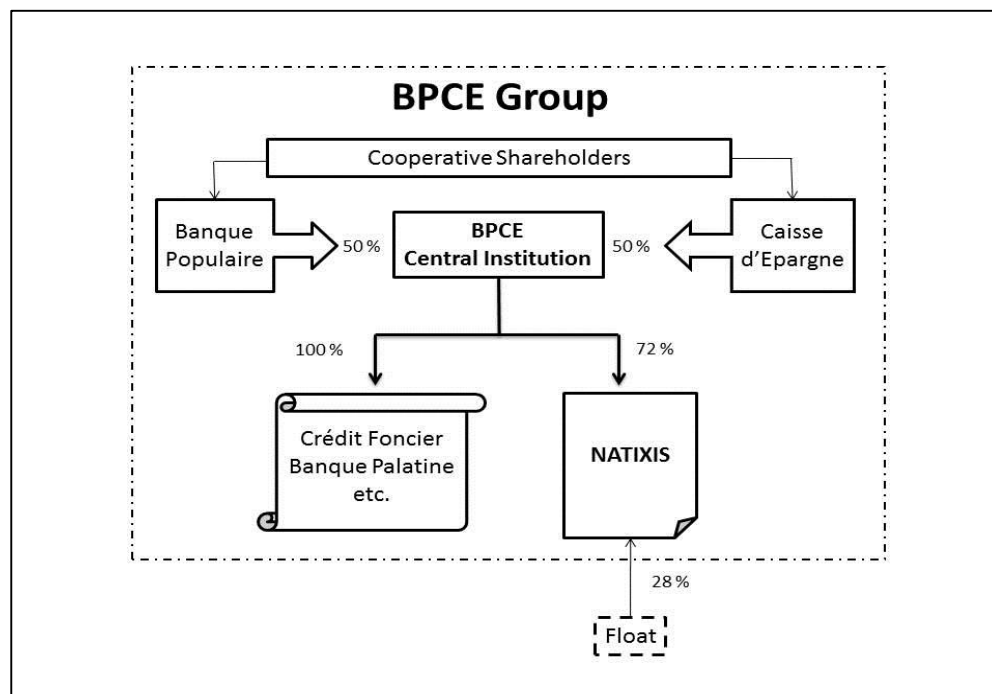 BPCE Group
Cooperative Shareholders
Banque
Populaire
50 %
BPCE
Central Institution
50 %
Caisse
d'Epargne
100 %
72 %
Crédit Foncier
Banque Palatine
etc.
NATIXIS
28 %
Float